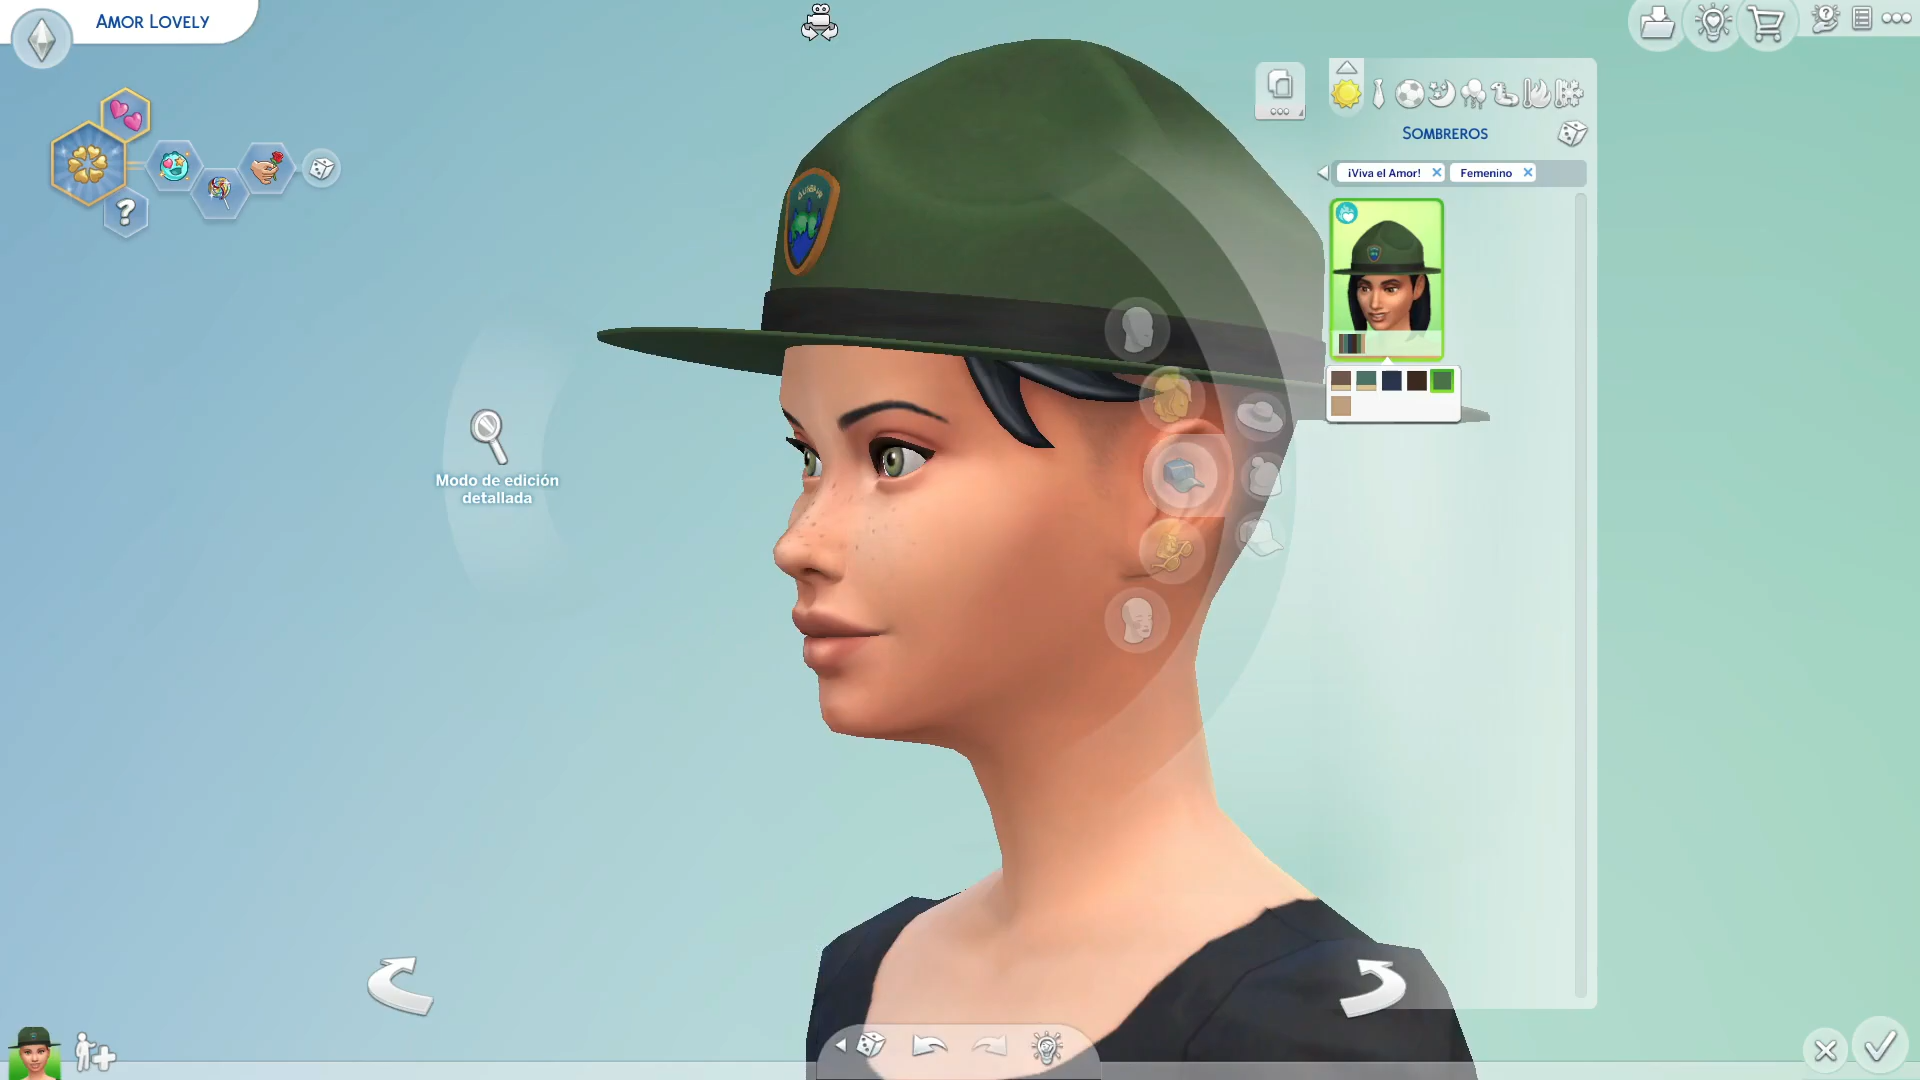 Amor Lovely
Sombreros
¡Viva el Amor!
Femenino
Modo de edición
detallada